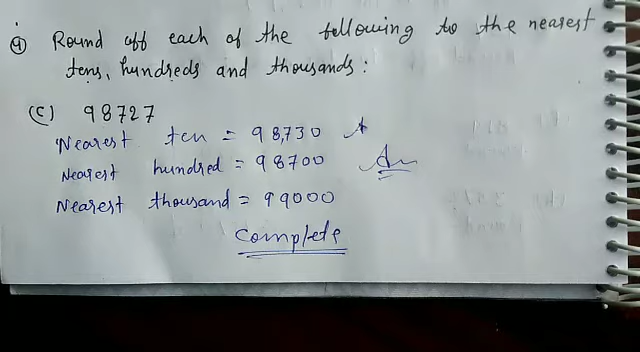 ④ Round off each of the following to the nearest
tens, hundreds and thousands:
(c) 98727
Nearest ten = 98,730 A
Nearest hundred = 98700 An
Nearest thousand = 99000
Complete